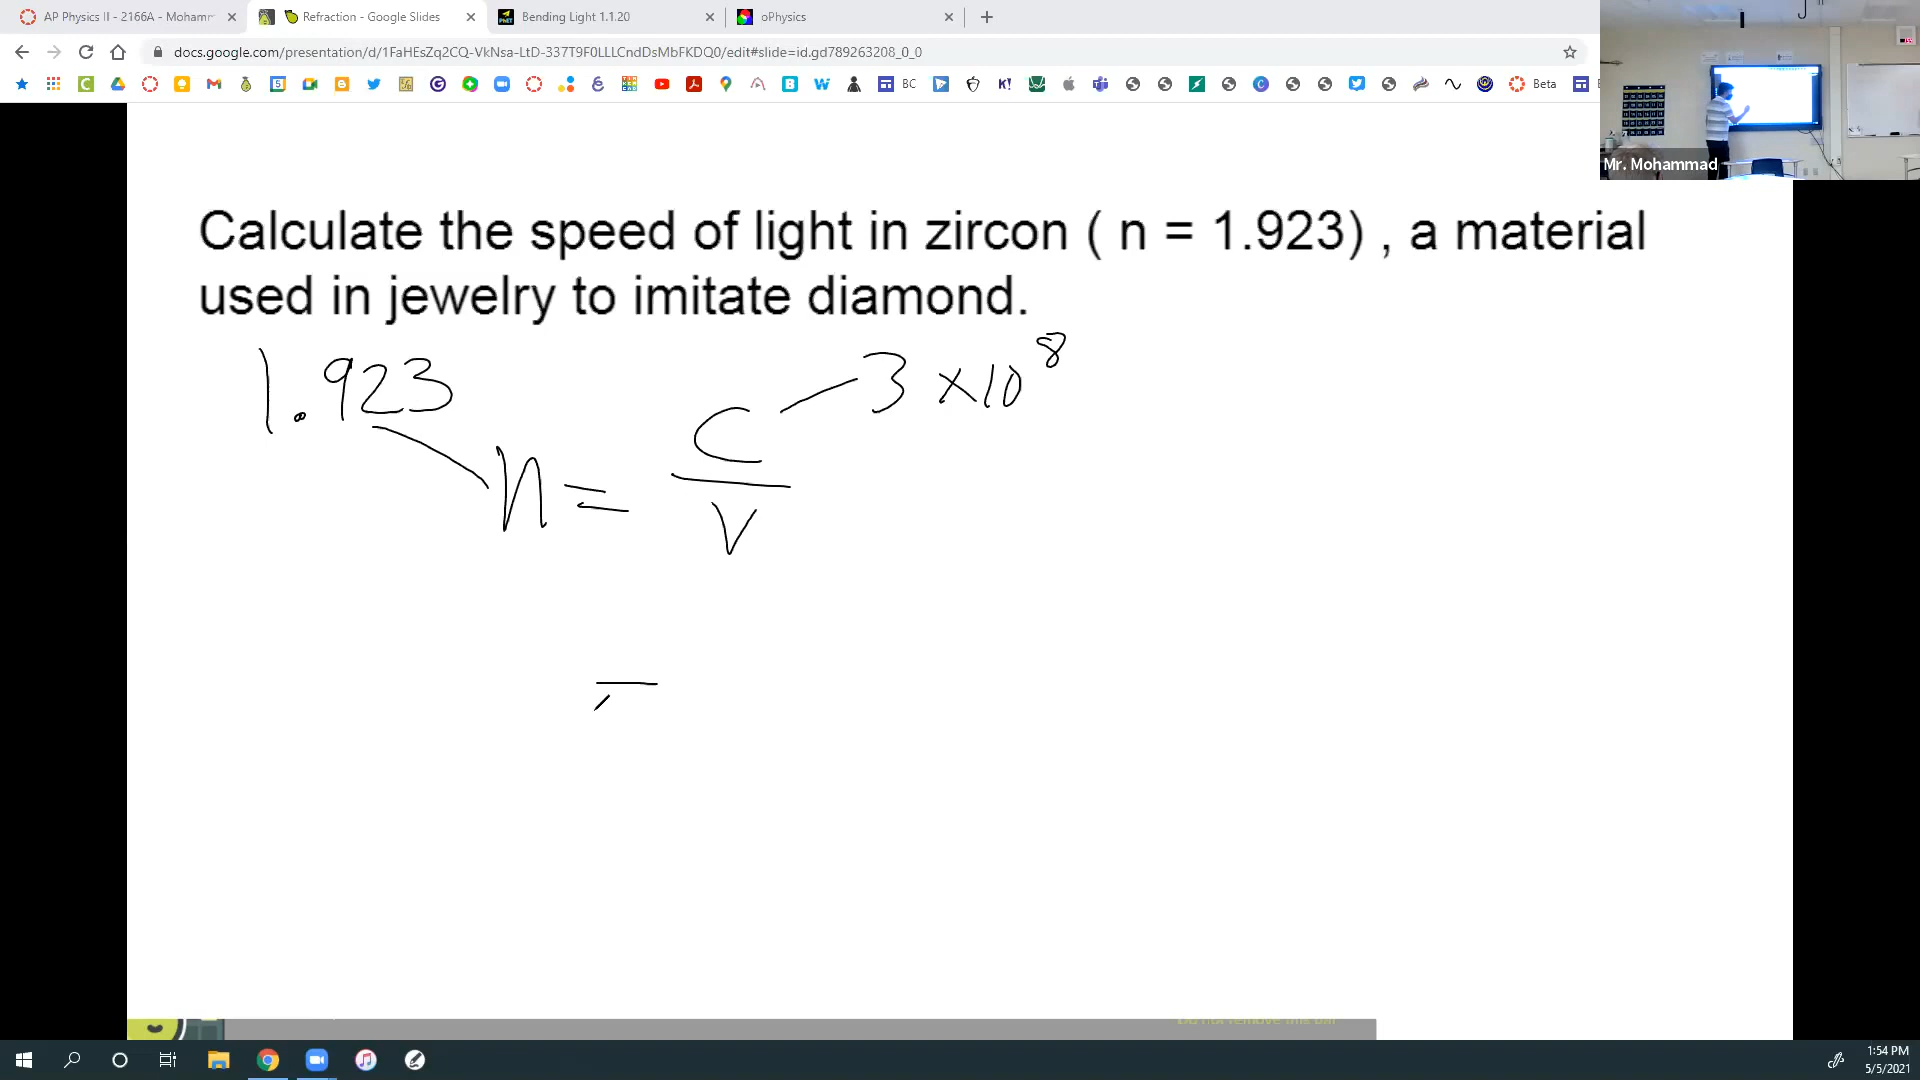 AP Physics II - 2166A - Mohamm
Refraction - Google Slides
Bending Light 1.1.20
oPhysics
docs.google.com/presentation/d/1FaHEsZq2CQ-VkNsa-LtD-337T9F0LLLCndDsMbFKDQ0/edit#slide=id.gd789263208_0_0
BC
Beta
Mr. Mohammad
Calculate the speed of light in zircon ( n = 1.923) , a material
used in jewelry to imitate diamond.
1.923
3 x10^8
n = c/v
1:54 PM
5/5/2021